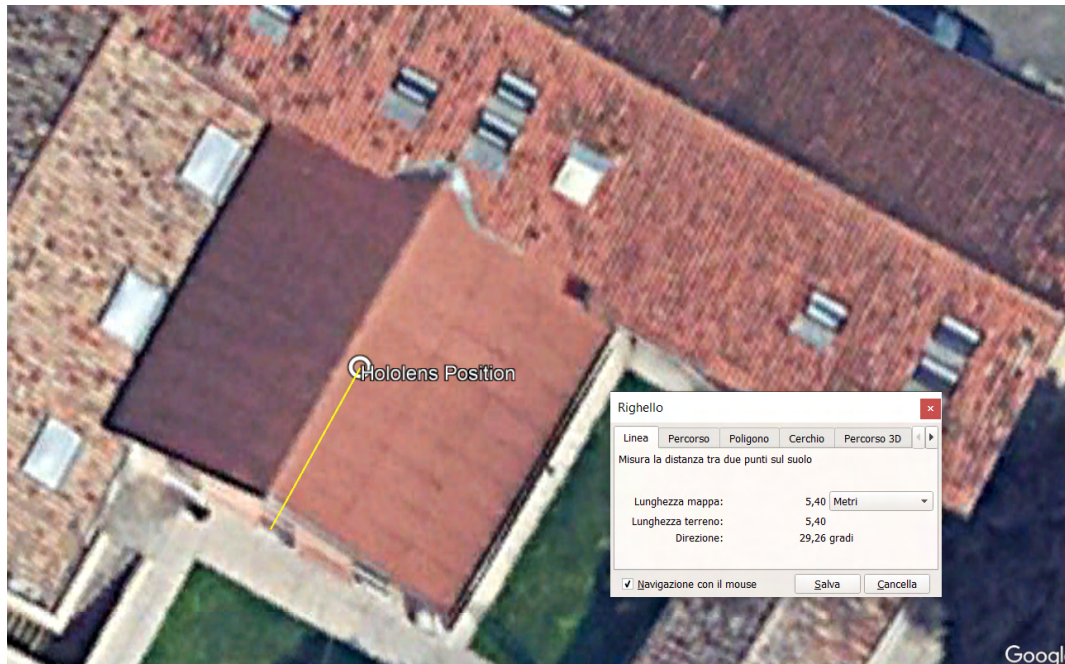 Hololens Position
Righello
Linea Percorso Poligono Cerchio Percorso 3D
Misura la distanza tra due punti sul suolo
Lunghezza mappa: 5,40 Metri
Lunghezza terreno: 5,40
Direzione: 29,26 gradi
Navigazione con il mouse Salva Cancella
Googl